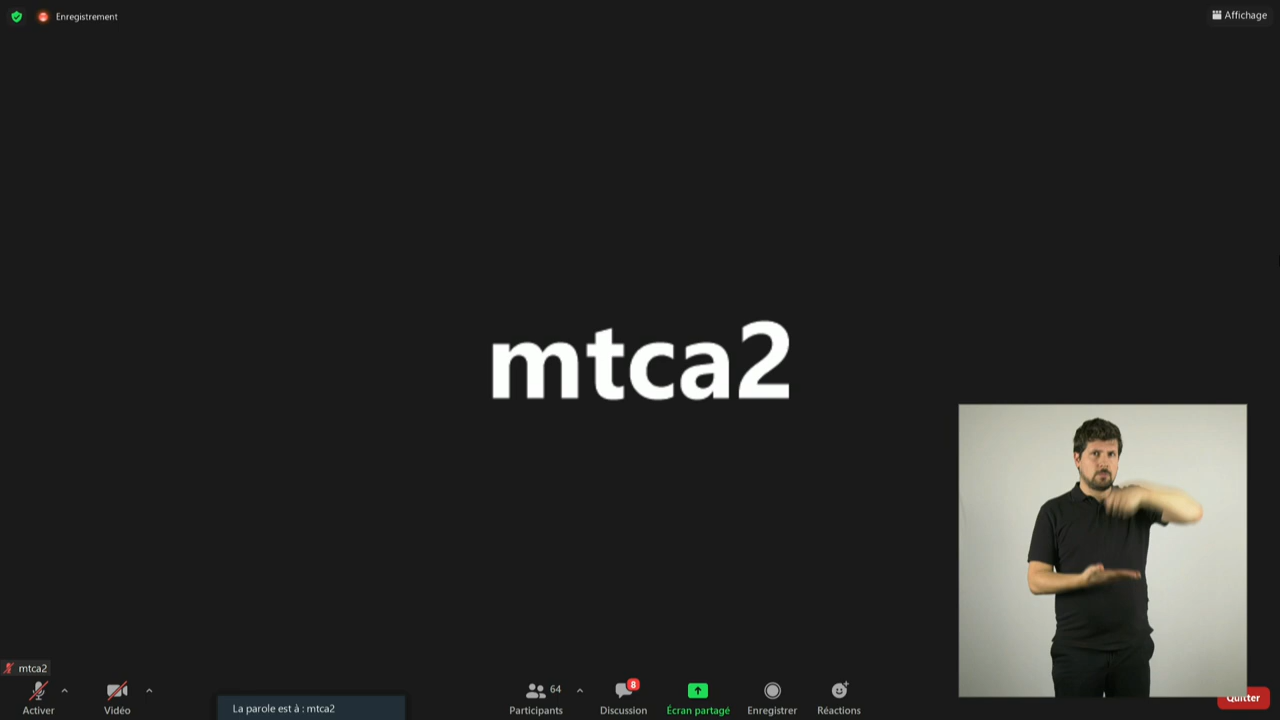 Enregistrement
Affichage
mtca2
mtca2
Activer
Vidéo
La parole est à : mtca2
64
Participants
8
Discussion
Écran partagé
Enregistrer
Réactions
Quitter